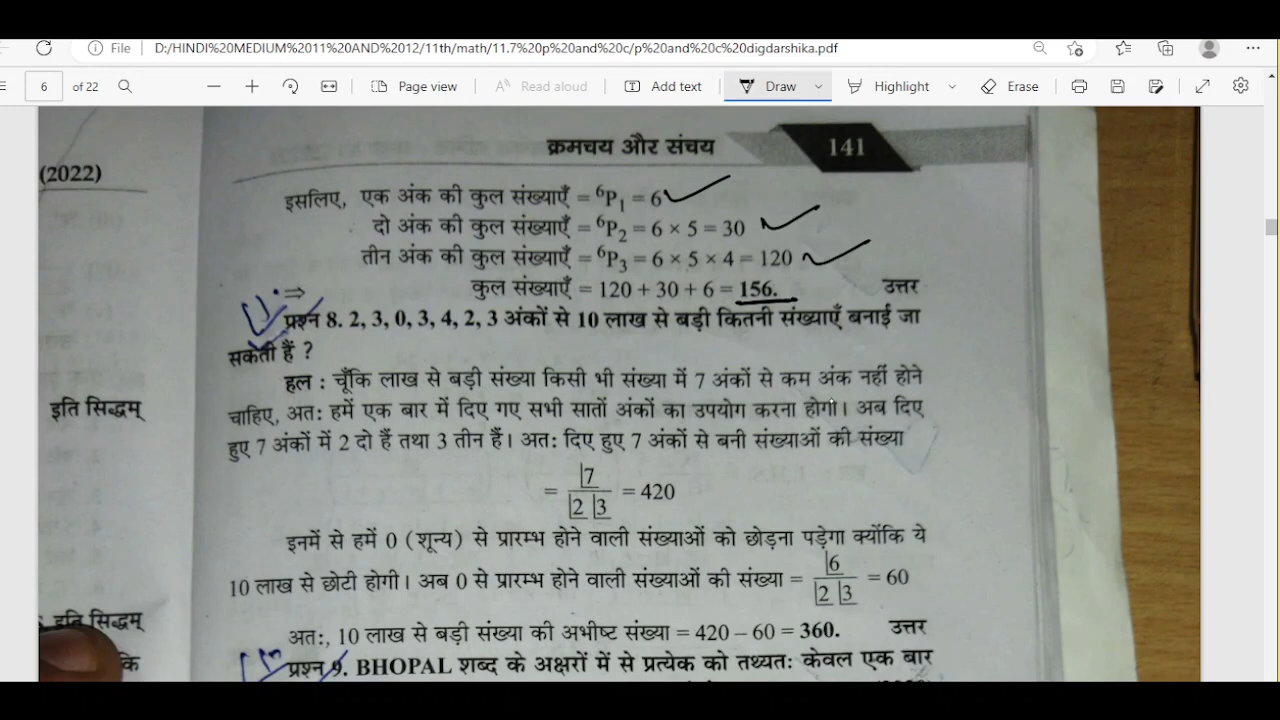 File D:/HINDI%20MEDIUM%2011%20AND%2012/11th/math/11.7%20p%20and%20c/p%20and%20c%20digdarshika.pdf
6 of 22 Page view Read aloud Add text Draw Highlight Erase
क्रमचय और संचय 141
(2022)
इसलिए, एक अंक की कुल संख्याएँ = ⁶P₁ = 6
दो अंक की कुल संख्याएँ = ⁶P₂ = 6 × 5 = 30
तीन अंक की कुल संख्याएँ = ⁶P₃ = 6 × 5 × 4 = 120
⇒ कुल संख्याएँ = 120 + 30 + 6 = 156. उत्तर
प्रश्न 8. 2, 3, 0, 3, 4, 2, 3 अंकों से 10 लाख से बड़ी कितनी संख्याएँ बनाई जा
सकती हैं ?
हल : चूँकि लाख से बड़ी संख्या किसी भी संख्या में 7 अंकों से कम अंक नहीं होने
इति सिद्धम्
चाहिए, अतः हमें एक बार में दिए गए सभी सातों अंकों का उपयोग करना होगा। अब दिए
हुए 7 अंकों में 2 दो हैं तथा 3 तीन हैं। अतः दिए हुए 7 अंकों से बनी संख्याओं की संख्या
|7
= ――― = 420
|2 |3
इनमें से हमें 0 (शून्य) से प्रारम्भ होने वाली संख्याओं को छोड़ना पड़ेगा क्योंकि ये
|6
10 लाख से छोटी होगी। अब 0 से प्रारम्भ होने वाली संख्याओं की संख्या = ――― = 60
|2 |3
इति सिद्धम्
अतः, 10 लाख से बड़ी संख्या की अभीष्ट संख्या = 420 – 60 = 360. उत्तर
कि
प्रश्न 9. BHOPAL शब्द के अक्षरों में से प्रत्येक को तथ्यतः केवल एक बार